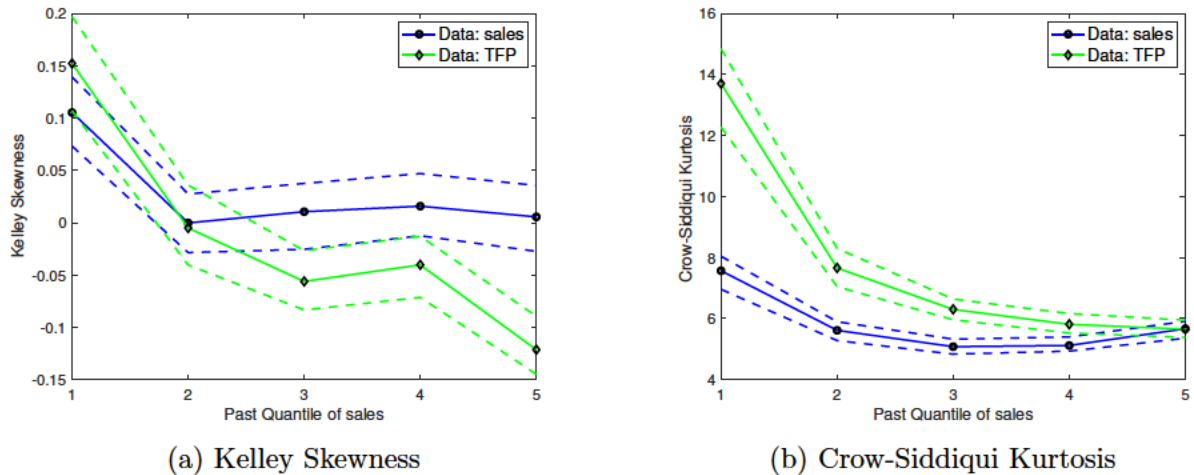 0.2
0.15
0.1
0.05
0
-0.05
-0.1
-0.15
Kelley Skewness
1 2 3 4 5
Past Quantile of sales
Data: sales
Data: TFP
(a) Kelley Skewness
16
14
12
10
8
6
4
Crow-Siddiqui Kurtosis
1 2 3 4 5
Past Quantile of sales
Data: sales
Data: TFP
(b) Crow-Siddiqui Kurtosis